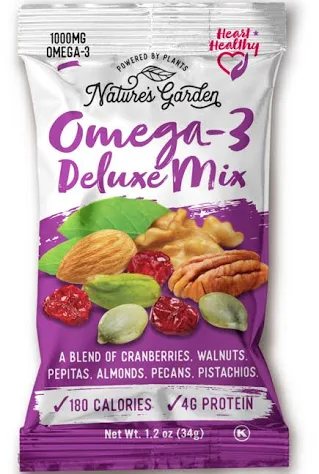 1000MG
OMEGA-3
Heart*
Healthy
POWERED BY PLANTS
Nature's Garden
Omega-3
Deluxe Mix
A BLEND OF CRANBERRIES, WALNUTS,
PEPITAS, ALMONDS, PECANS, PISTACHIOS.
✓180 CALORIES ✓4G PROTEIN
Net Wt. 1.2 oz (34g)
K